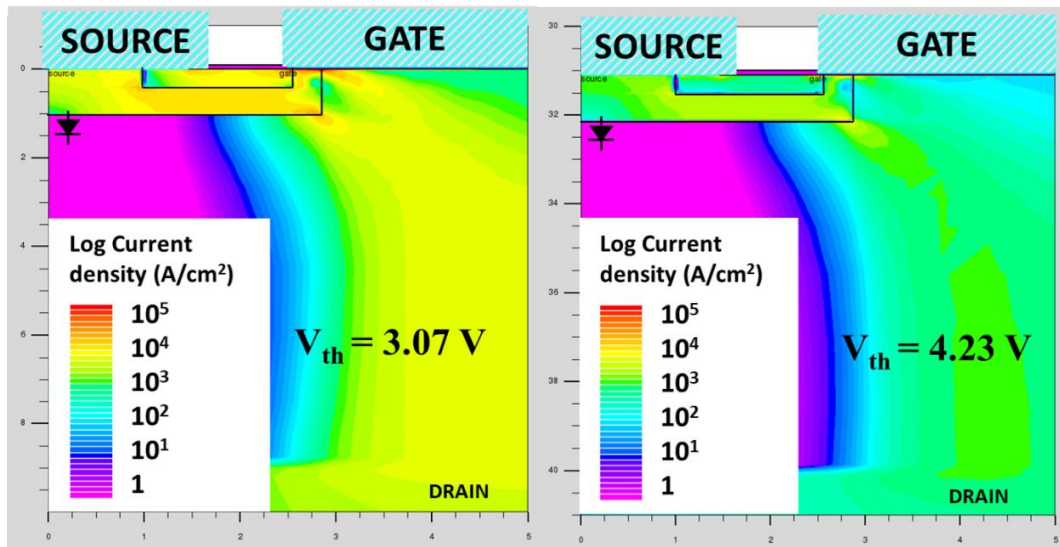 SOURCE
GATE
source
gate
0
2
4
6
8
Log Current
density (A/cm²)
10⁵
10⁴
10³
10²
10¹
1
Vth = 3.07 V
DRAIN
0
1
2
3
4
5
SOURCE
GATE
source
gate
30
32
34
36
38
40
Log Current
density (A/cm²)
10⁵
10⁴
10³
10²
10¹
1
Vth = 4.23 V
DRAIN
0
1
2
3
4
5